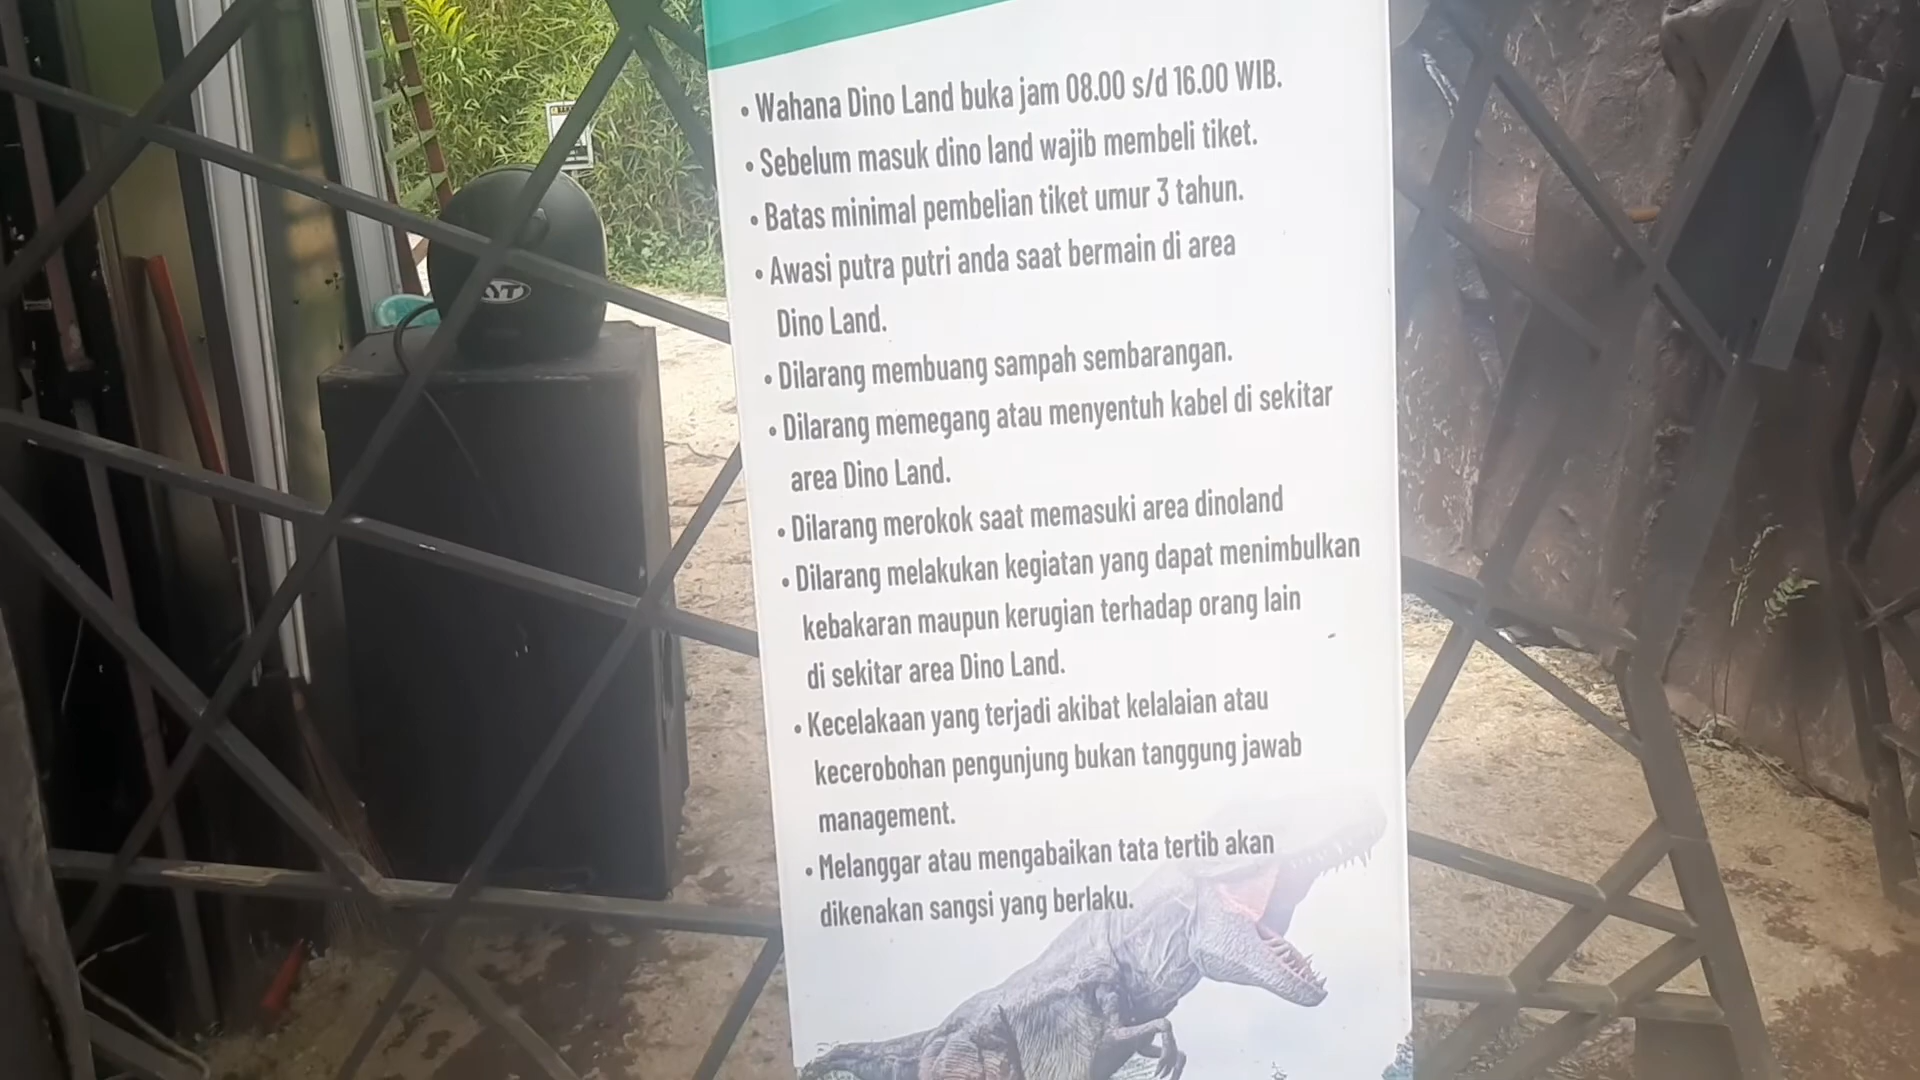 • Wahana Dino Land buka jam 08.00 s/d 16.00 WIB.
• Sebelum masuk dino land wajib membeli tiket.
• Batas minimal pembelian tiket umur 3 tahun.
• Awasi putra putri anda saat bermain di area
Dino Land.
• Dilarang membuang sampah sembarangan.
• Dilarang memegang atau menyentuh kabel di sekitar
area Dino Land.
• Dilarang merokok saat memasuki area dinoland
• Dilarang melakukan kegiatan yang dapat menimbulkan
kebakaran maupun kerugian terhadap orang lain
di sekitar area Dino Land.
• Kecelakaan yang terjadi akibat kelalaian atau
kecerobohan pengunjung bukan tanggung jawab
management.
• Melanggar atau mengabaikan tata tertib akan
dikenakan sangsi yang berlaku.